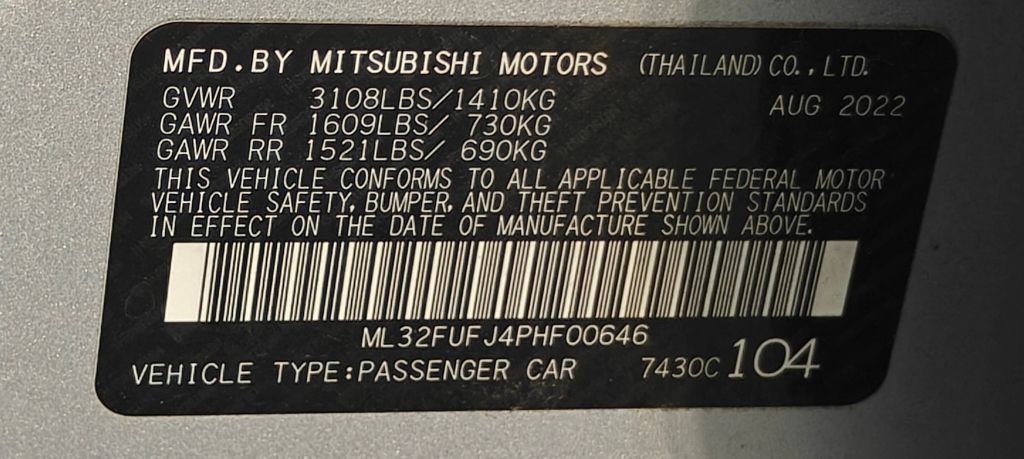 MFD.BY MITSUBISHI MOTORS (THAILAND) CO., LTD.
GVWR 3108LBS/1410KG AUG 2022
GAWR FR 1609LBS/ 730KG
GAWR RR 1521LBS/ 690KG
THIS VEHICLE CONFORMS TO ALL APPLICABLE FEDERAL MOTOR
VEHICLE SAFETY, BUMPER, AND THEFT PREVENTION STANDARDS
IN EFFECT ON THE DATE OF MANUFACTURE SHOWN ABOVE.
ML32FUFJ4PHF00646
VEHICLE TYPE:PASSENGER CAR 7430C 104